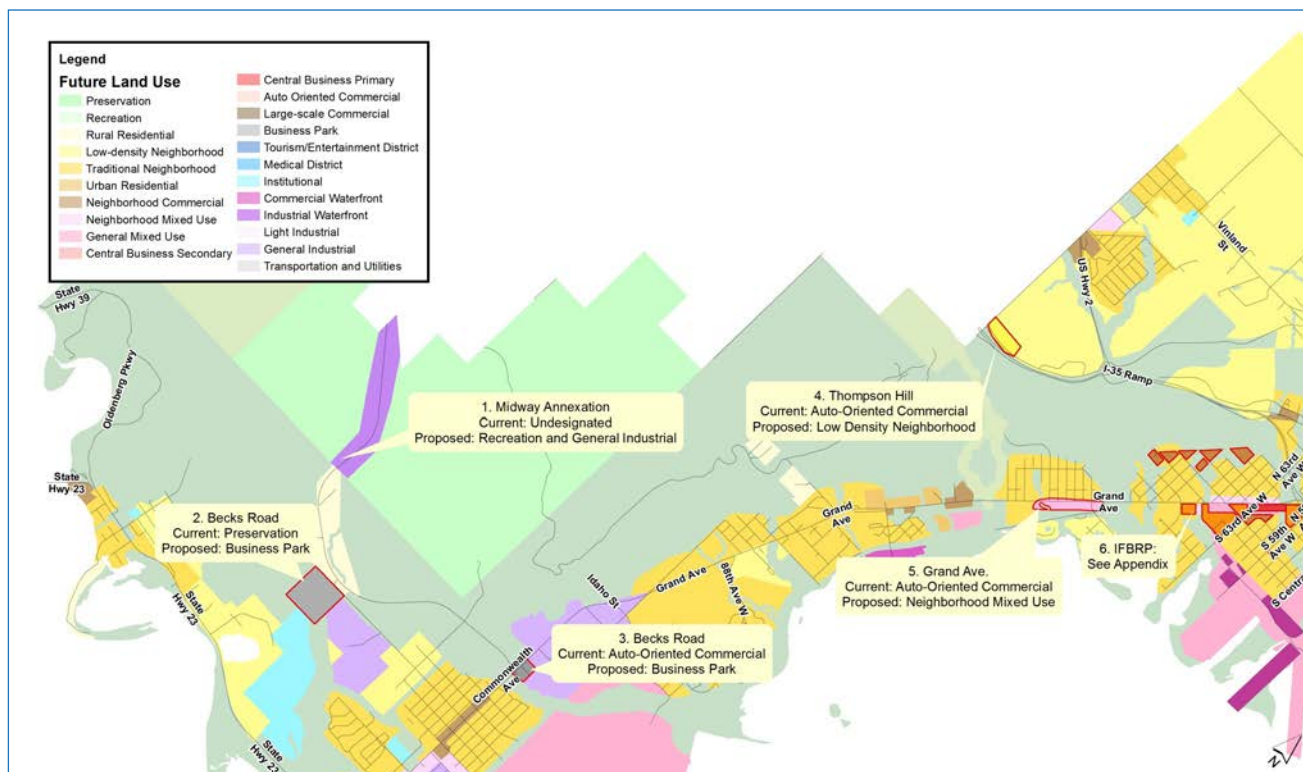 Legend
Future Land Use
Preservation
Recreation
Rural Residential
Low-density Neighborhood
Traditional Neighborhood
Urban Residential
Neighborhood Commercial
Neighborhood Mixed Use
General Mixed Use
Central Business Secondary
Central Business Primary
Auto Oriented Commercial
Large-scale Commercial
Business Park
Tourism/Entertainment District
Medical District
Institutional
Commercial Waterfront
Industrial Waterfront
Light Industrial
General Industrial
Transportation and Utilities
State
Hwy 39
Oldenberg Pkwy
State
Hwy 23
1. Midway Annexation
Current: Undesignated
Proposed: Recreation and General Industrial
2. Becks Road
Current: Preservation
Proposed: Business Park
State
Hwy 23
State
Hwy 23
Commonwealth
Ave
Idaho St
Grand Ave
88th Ave W
3. Becks Road
Current: Auto-Oriented Commercial
Proposed: Business Park
Grand
Ave
4. Thompson Hill
Current: Auto-Oriented Commercial
Proposed: Low Density Neighborhood
US Hwy 2
Vinland
St
I-35 Ramp
5. Grand Ave.
Current: Auto-Oriented Commercial
Proposed: Neighborhood Mixed Use
Grand
Ave
6. IFBRP:
See Appendix
N 63rd
Ave W
S 63rd Ave W
S 59th
Ave W
N 5
S Centr
N